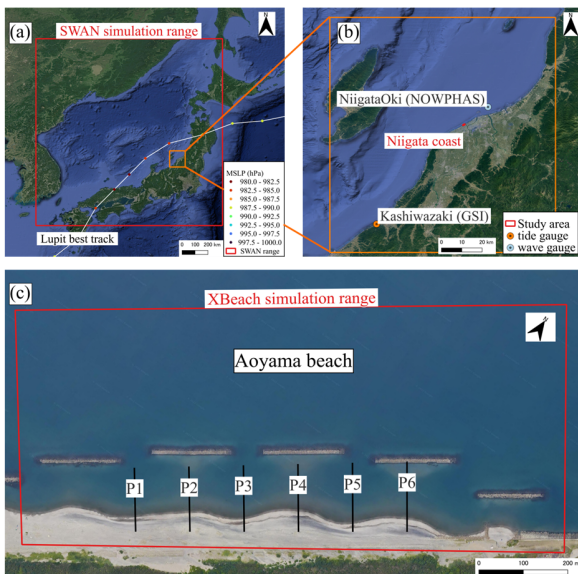 (a)
SWAN simulation range
N
Lupit best track
MSLP (hPa)
980.0 - 982.5
982.5 - 985.0
985.0 - 987.5
987.5 - 990.0
990.0 - 992.5
992.5 - 995.0
995.0 - 997.5
997.5 - 1000.0
SWAN range
0 100 200 km
(b)
N
NiigataOki (NOWPHAS)
Niigata coast
Kashiwazaki (GSI)
Study area
tide gauge
wave gauge
0 10 20 km
(c)
XBeach simulation range
N
Aoyama beach
P1
P2
P3
P4
P5
P6
0 100 200 m